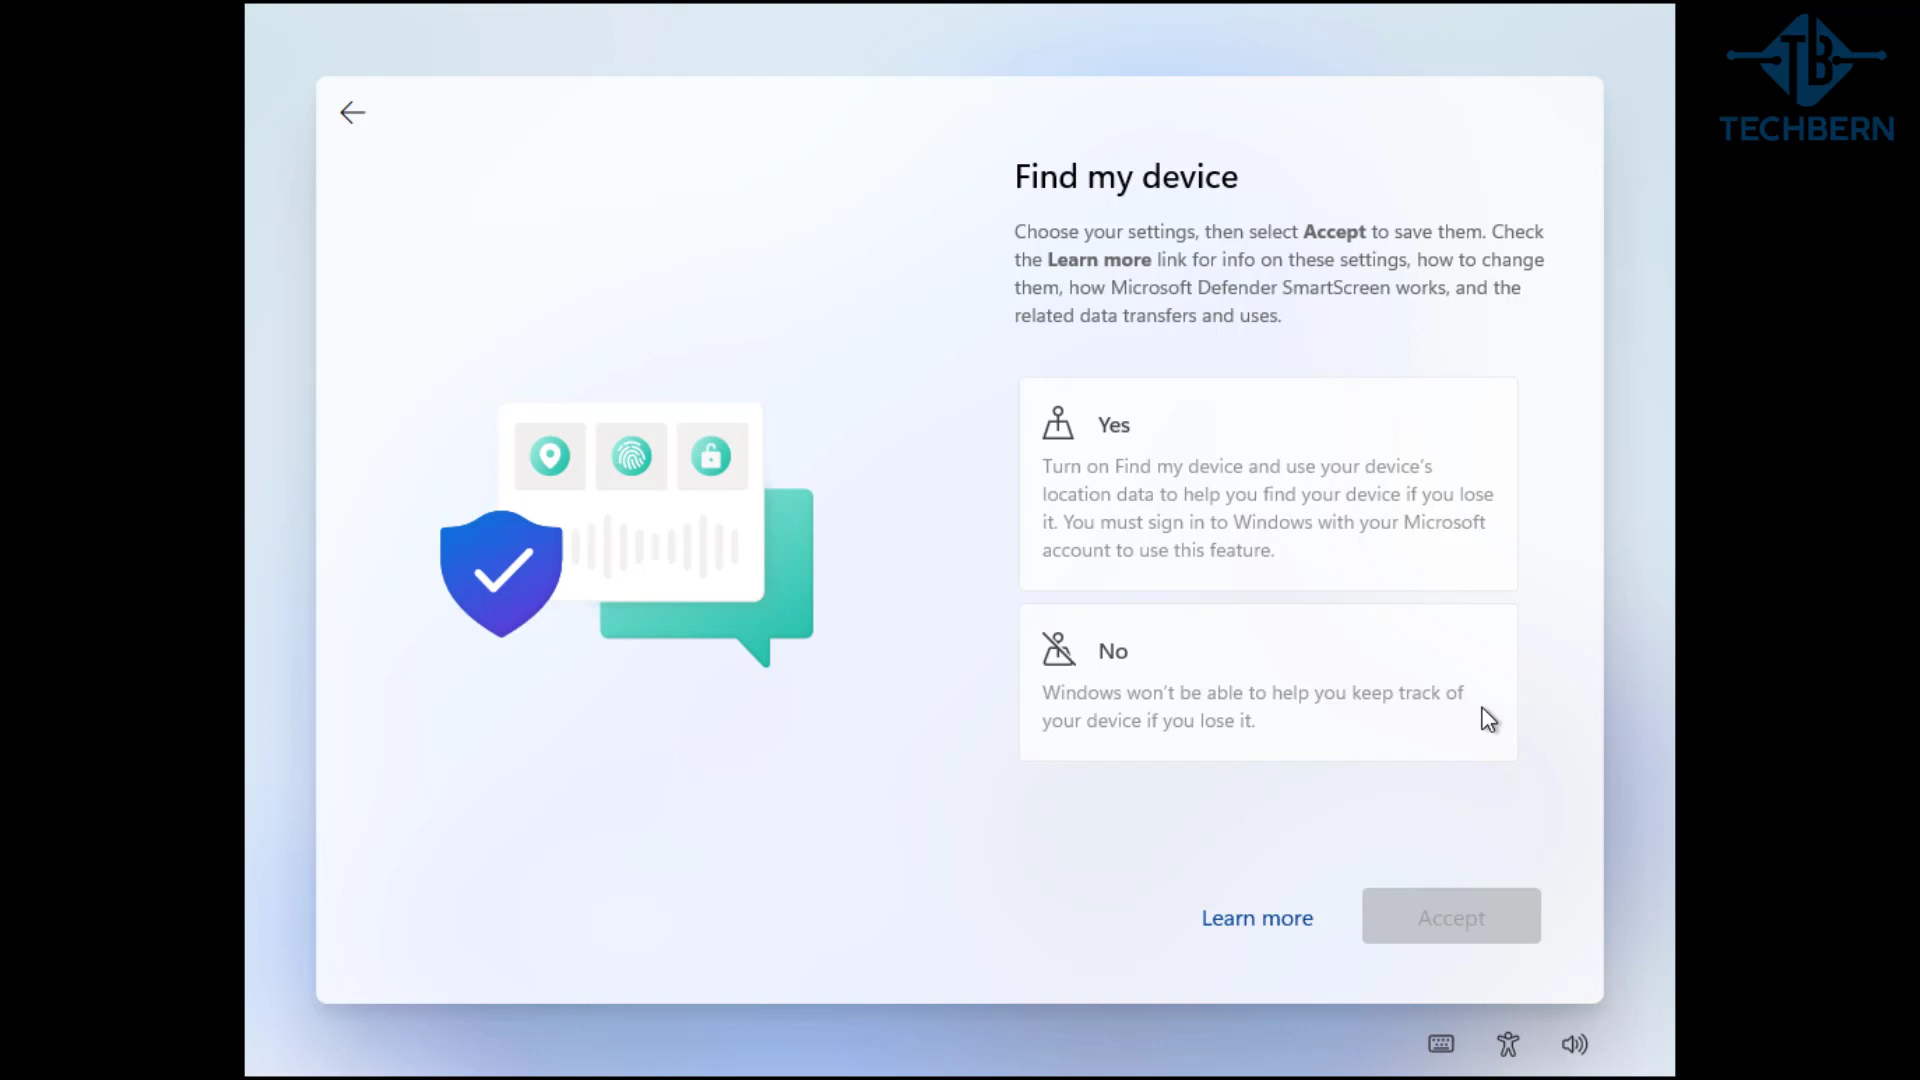 TB
TECHBERN
Find my device
Choose your settings, then select Accept to save them. Check
the Learn more link for info on these settings, how to change
them, how Microsoft Defender SmartScreen works, and the
related data transfers and uses.
Yes
Turn on Find my device and use your device's
location data to help you find your device if you lose
it. You must sign in to Windows with your Microsoft
account to use this feature.
No
Windows won't be able to help you keep track of
your device if you lose it.
Learn more
Accept